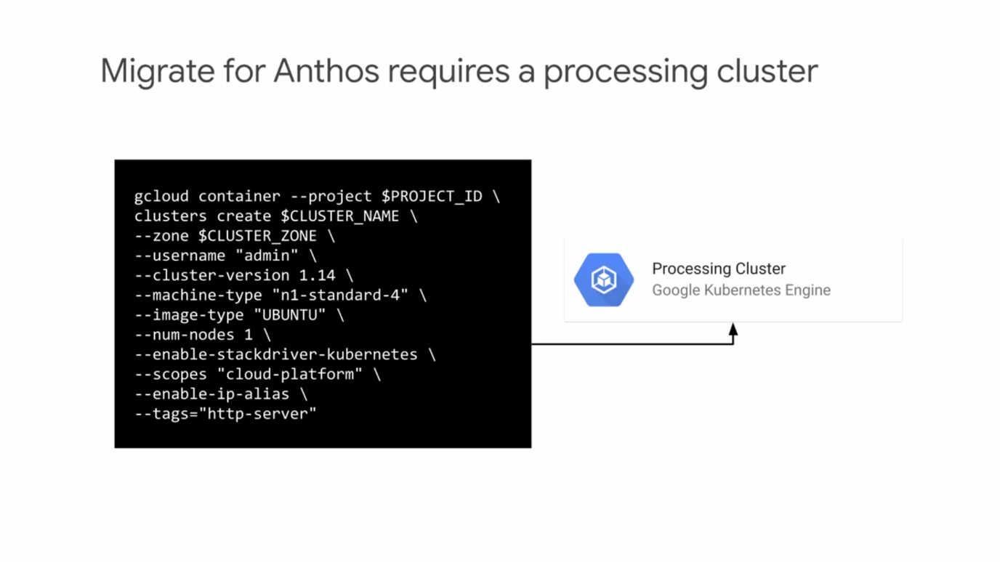 Migrate for Anthos requires a processing cluster
gcloud container --project $PROJECT_ID \
clusters create $CLUSTER_NAME \
--zone $CLUSTER_ZONE \
--username "admin" \
--cluster-version 1.14 \
--machine-type "n1-standard-4" \
--image-type "UBUNTU" \
--num-nodes 1 \
--enable-stackdriver-kubernetes \
--scopes "cloud-platform" \
--enable-ip-alias \
--tags="http-server"
Processing Cluster
Google Kubernetes Engine